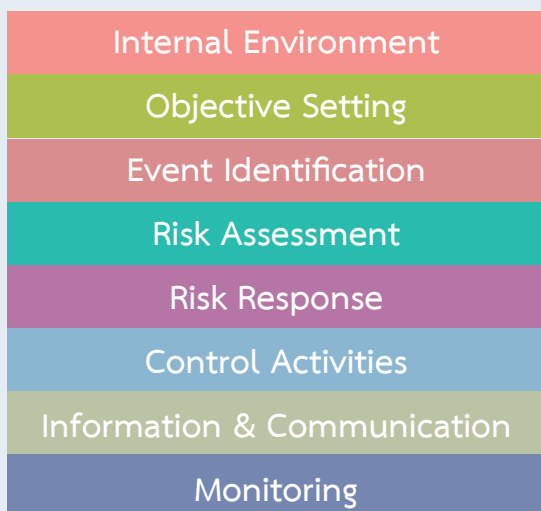 Internal Environment
Objective Setting
Event Identification
Risk Assessment
Risk Response
Control Activities
Information & Communication
Monitoring